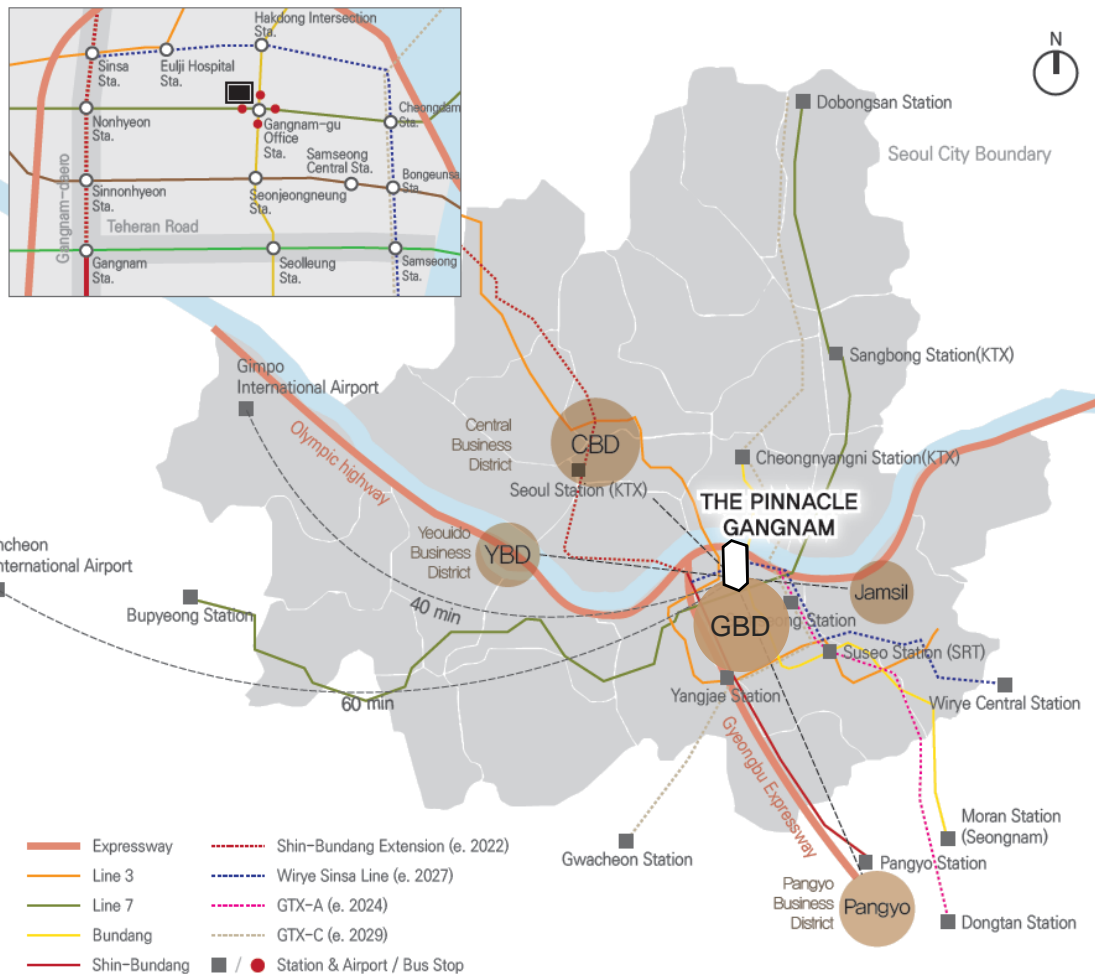 Hakdong Intersection
Sta.
Sinsa
Sta.
Eulji Hospital
Sta.
Nonhyeon
Sta.
Gangnam-gu
Office
Sta.
Cheongdam
Sta.
Samseong
Central Sta.
Sinnonhyeon
Sta.
Seonjeongneung
Sta.
Bongeunsa
Sta.
Gangnam-daero
Teheran Road
Gangnam
Sta.
Seolleung
Sta.
Samseong
Sta.
N
Dobongsan Station
Seoul City Boundary
Sangbong Station(KTX)
Gimpo
International Airport
Olympic highway
Central
Business
District
CBD
Seoul Station (KTX)
Cheongnyangni Station(KTX)
THE PINNACLE
GANGNAM
Yeouido
Business
District
YBD
ncheon
nternational Airport
Bupyeong Station
40 min
60 min
Jamsil
GBD
eong Station
Suseo Station (SRT)
Yangjae Station
Wirye Central Station
Gyeongbu Expressway
Gwacheon Station
Moran Station
(Seongnam)
Pangyo Station
Pangyo
Business
District
Pangyo
Dongtan Station
Expressway
Line 3
Line 7
Bundang
Shin-Bundang
Shin-Bundang Extension (e. 2022)
Wirye Sinsa Line (e. 2027)
GTX-A (e. 2024)
GTX-C (e. 2029)
/
Station & Airport / Bus Stop